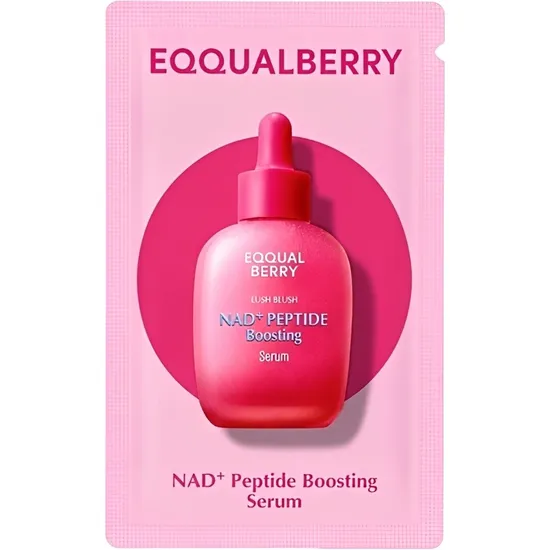 EQQUALBERRY
EQQUAL
BERRY
LUSH BLUSH
NAD⁺ PEPTIDE
Boosting
Serum
NAD⁺ Peptide Boosting
Serum